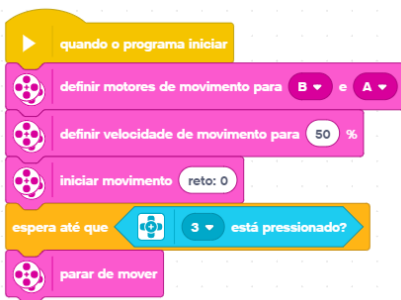 quando o programa iniciar
definir motores de movimento para B e A
definir velocidade de movimento para 50 %
iniciar movimento reto: 0
espera até que 3 está pressionado?
parar de mover